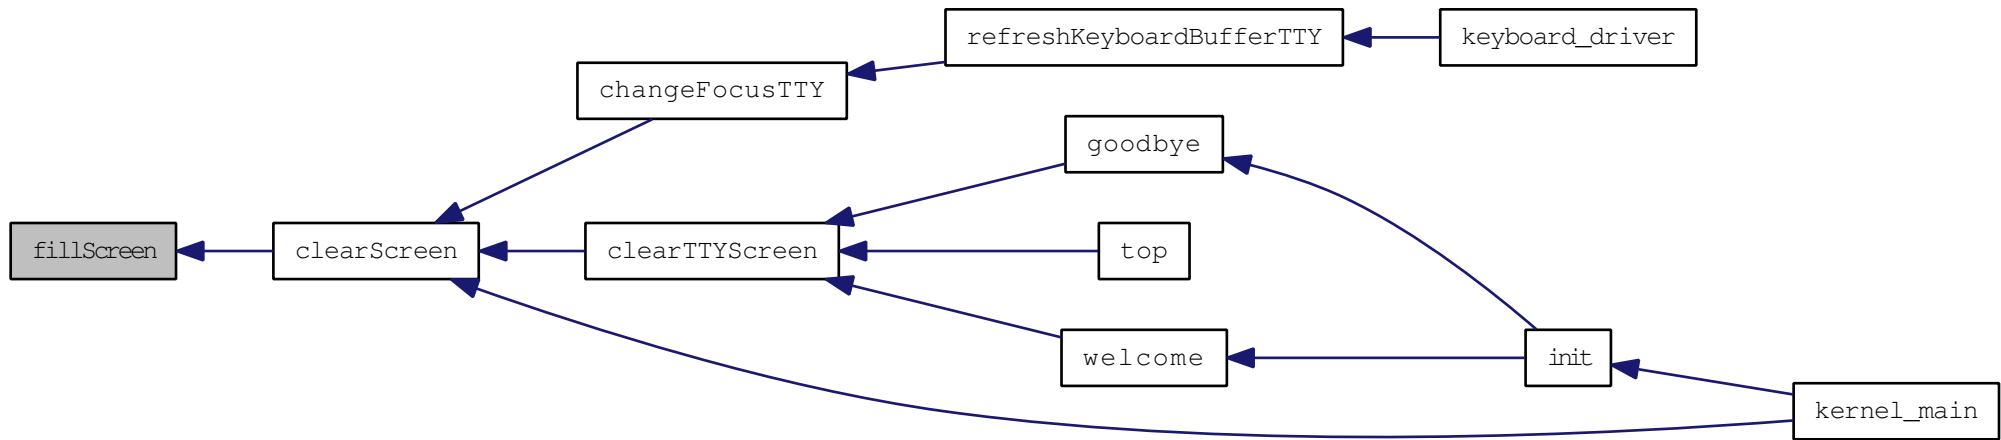 refreshKeyboardBufferTTY
keyboard_driver
changeFocusTTY
goodbye
fillScreen
clearScreen
clearTTYScreen
top
welcome
init
kernel_main